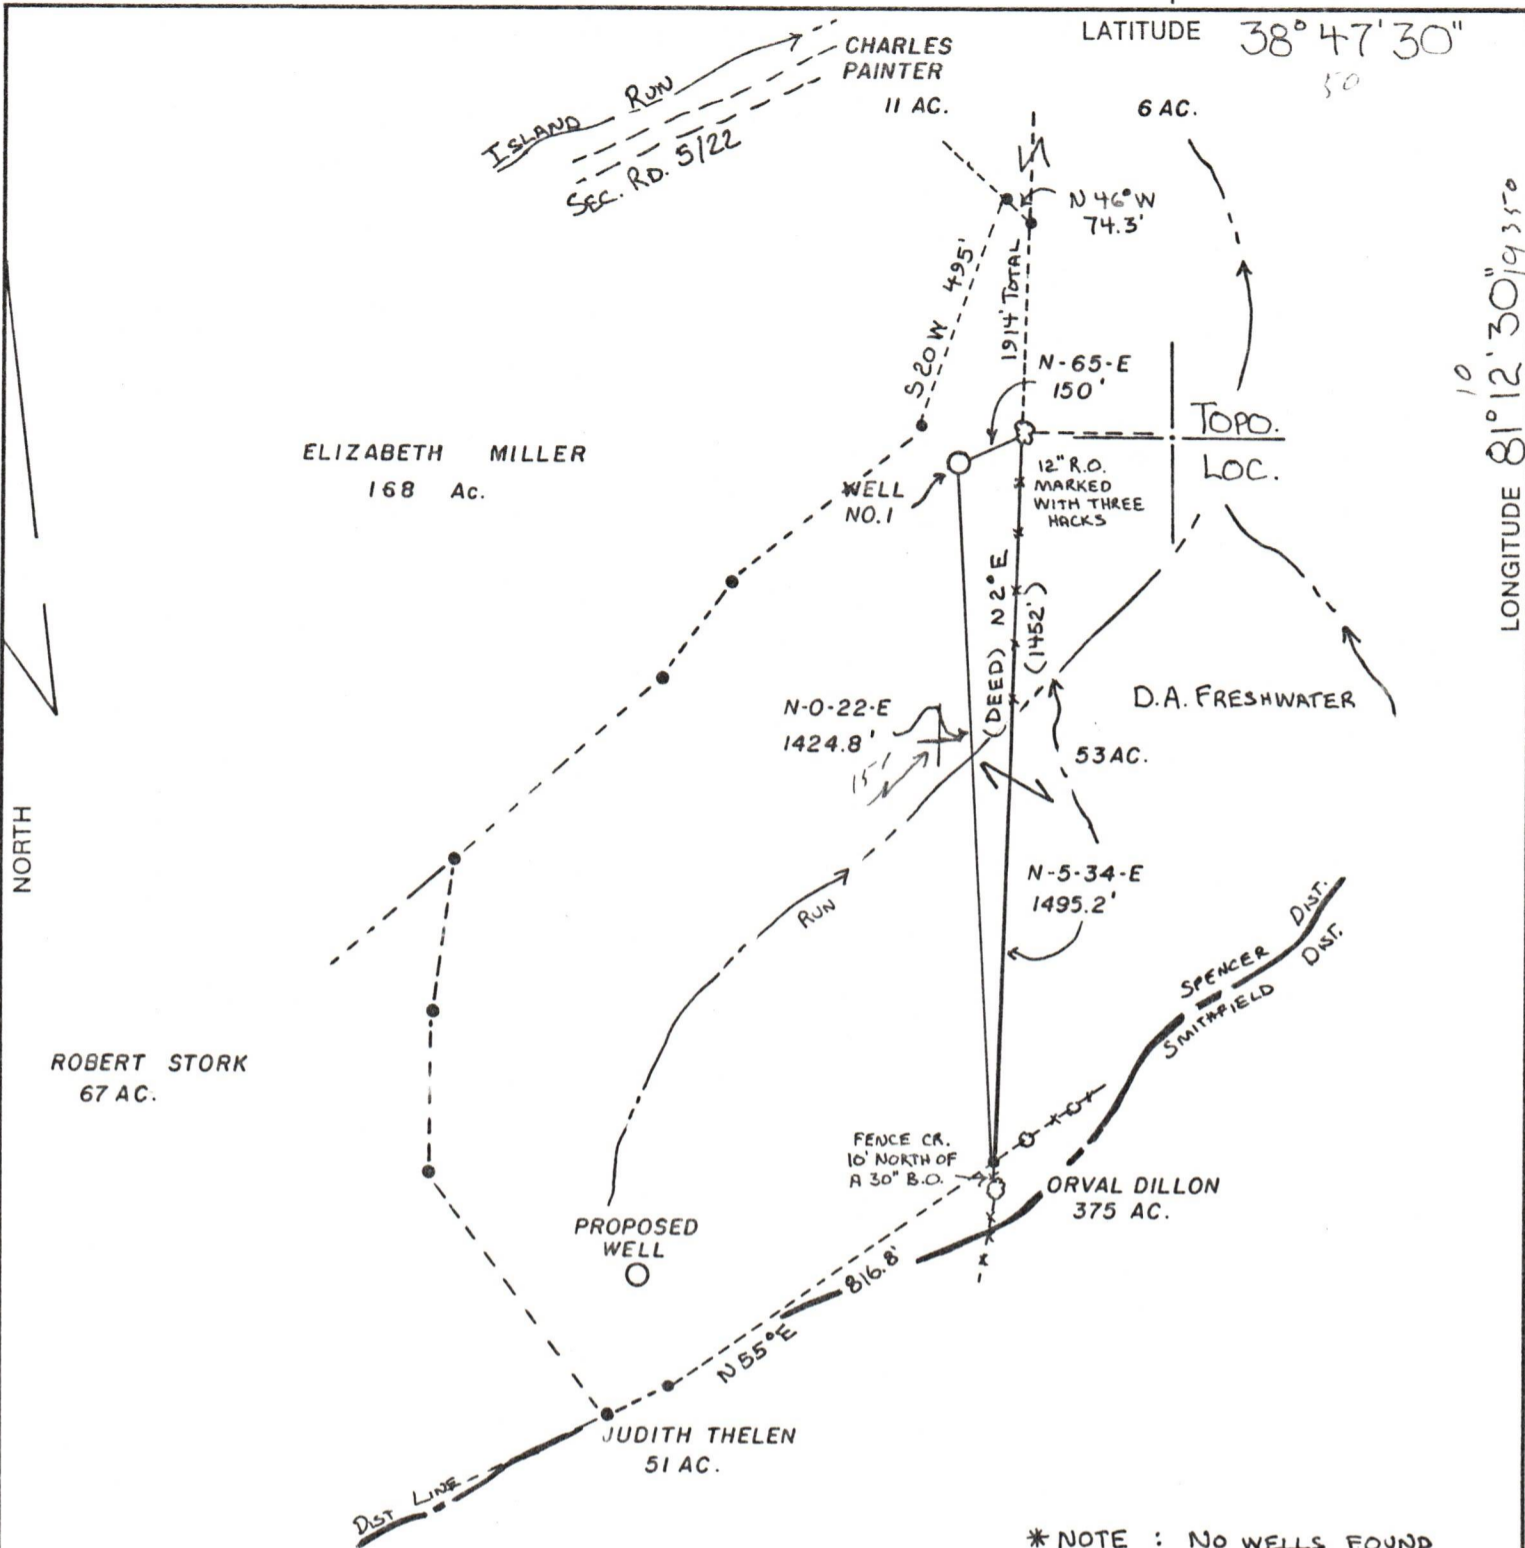 LATITUDE 38° 47' 30"
50
CHARLES
PAINTER
11 AC.
6 AC.
ISLAND RUN
SEC. RD. 5/22
N 46° W
74.3'
S 20 W 495'
1914' TOTAL
N-65-E
150'
LONGITUDE 81° 12' 30"
10
TOPO.
LOC.
ELIZABETH MILLER
168 Ac.
WELL
NO. 1
12" R.O.
MARKED
WITH THREE
HACKS
(DEED) N 2° E
(1452')
N-0-22-E
1424.8'
15'
D.A. FRESHWATER
53 AC.
NORTH
N-5-34-E
1495.2'
RUN
SPENCER DIST.
SMITHFIELD DIST.
ROBERT STORK
67 AC.
FENCE CR.
10' NORTH OF
A 30" B.O.
ORVAL DILLON
375 AC.
PROPOSED
WELL
N 55° E 816.8'
JUDITH THELEN
51 AC.
DIST LINE
* NOTE : NO WELLS FOUND